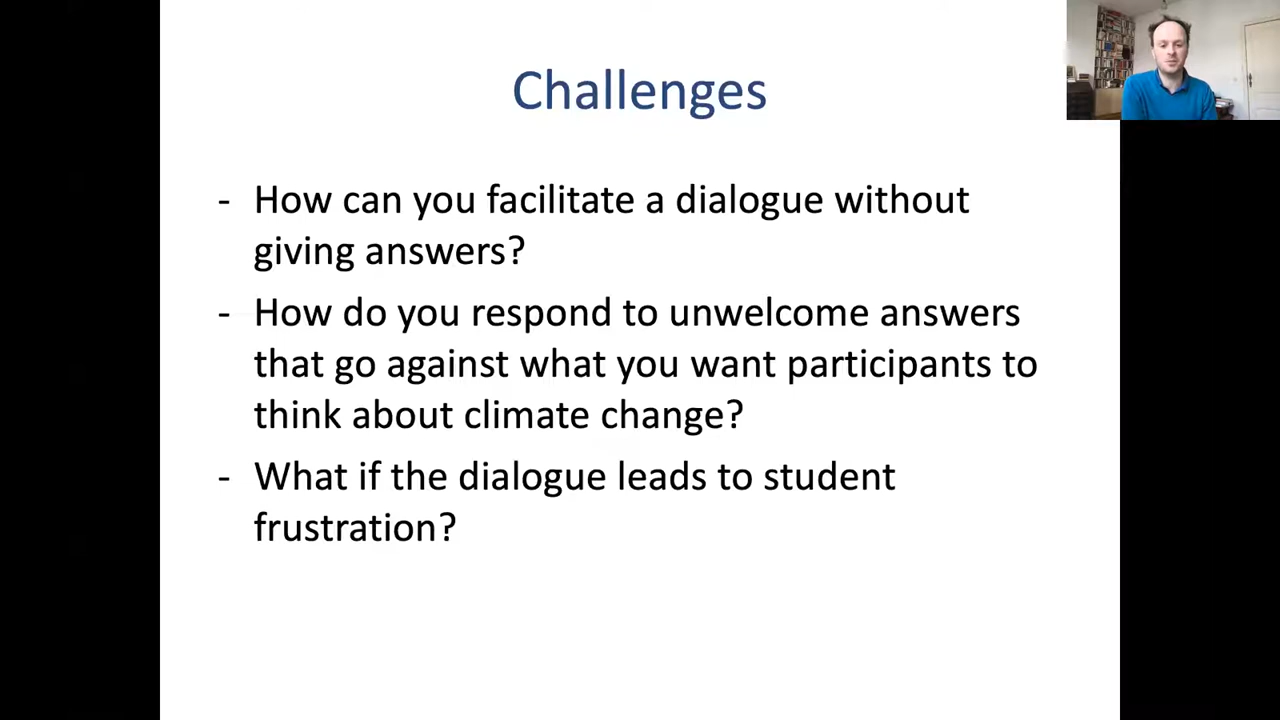 Challenges
- How can you facilitate a dialogue without
giving answers?
- How do you respond to unwelcome answers
that go against what you want participants to
think about climate change?
- What if the dialogue leads to student
frustration?